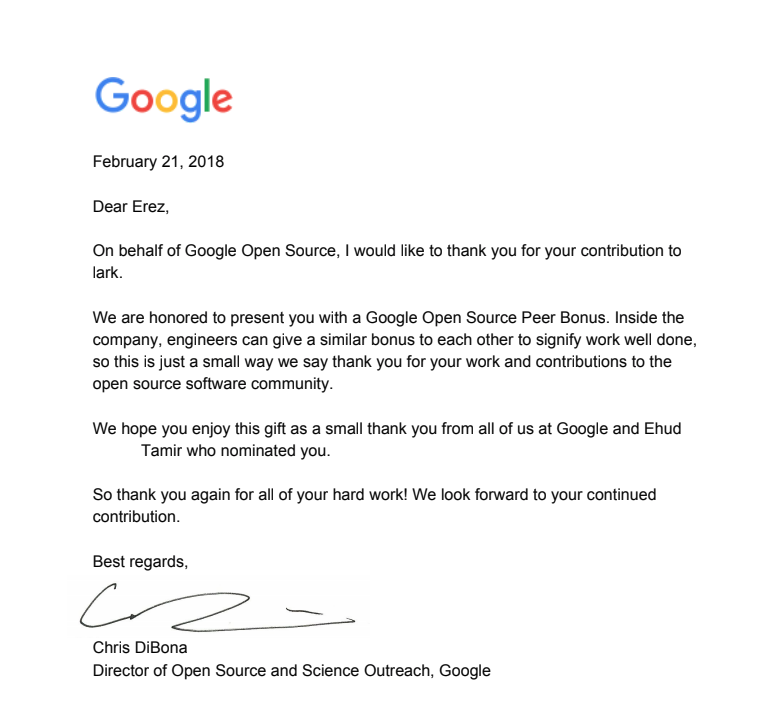 Google
February 21, 2018
Dear Erez,
On behalf of Google Open Source, I would like to thank you for your contribution to
lark.
We are honored to present you with a Google Open Source Peer Bonus. Inside the
company, engineers can give a similar bonus to each other to signify work well done,
so this is just a small way we say thank you for your work and contributions to the
open source software community.
We hope you enjoy this gift as a small thank you from all of us at Google and Ehud
Tamir who nominated you.
So thank you again for all of your hard work! We look forward to your continued
contribution.
Best regards,
Chris DiBona
Director of Open Source and Science Outreach, Google